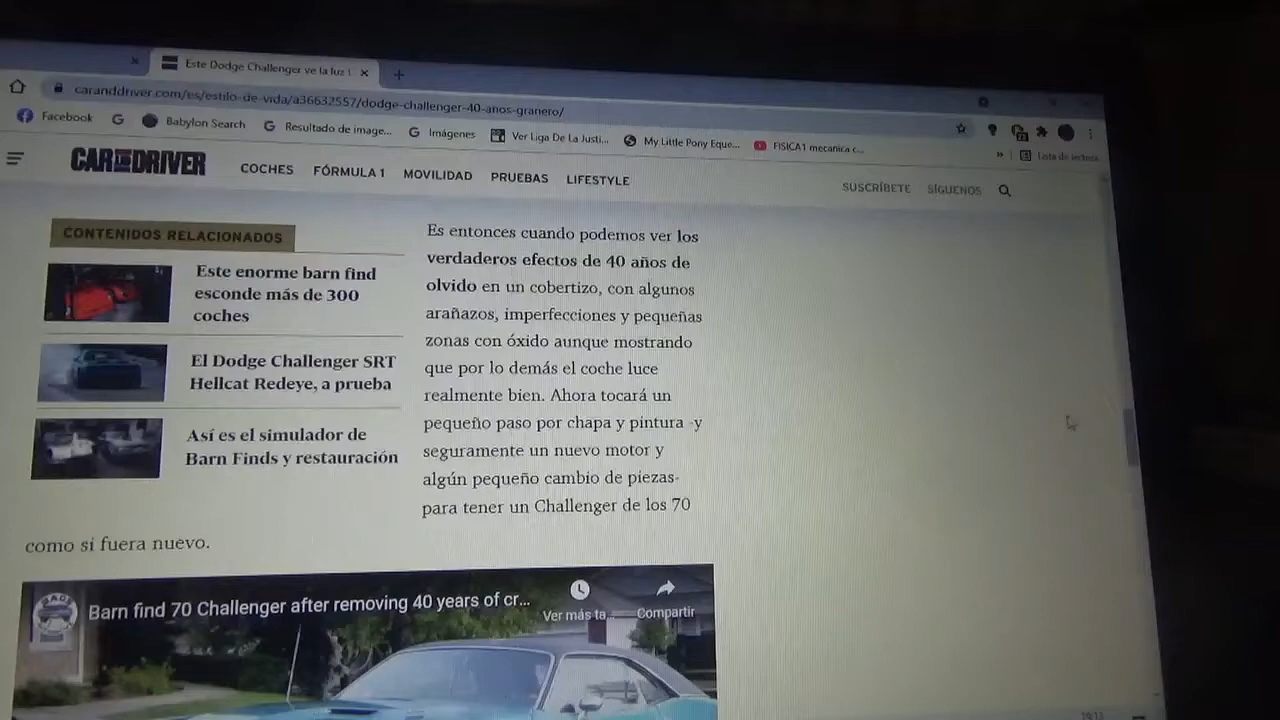 Este Dodge Challenger ve la luz
caranddriver.com/es/estilo-de-vida/a36632557/dodge-challenger-40-anos-granero/
Facebook
Babylon Search
Resultado de image...
Imágenes
Ver Liga De La Justi...
My Little Pony Eque...
FISICA1 mecanica c...
Lista de lectura
CAR AND DRIVER
COCHES
FÓRMULA 1
MOVILIDAD
PRUEBAS
LIFESTYLE
SUSCRÍBETE
SÍGUENOS
CONTENIDOS RELACIONADOS
Este enorme barn find
esconde más de 300
coches
El Dodge Challenger SRT
Hellcat Redeye, a prueba
Así es el simulador de
Barn Finds y restauración
Es entonces cuando podemos ver los
verdaderos efectos de 40 años de
olvido en un cobertizo, con algunos
arañazos, imperfecciones y pequeñas
zonas con óxido aunque mostrando
que por lo demás el coche luce
realmente bien. Ahora tocará un
pequeño paso por chapa y pintura -y
seguramente un nuevo motor y
algún pequeño cambio de piezas-
para tener un Challenger de los 70
como si fuera nuevo.
Barn find 70 Challenger after removing 40 years of cr...
Ver más ta...
Compartir